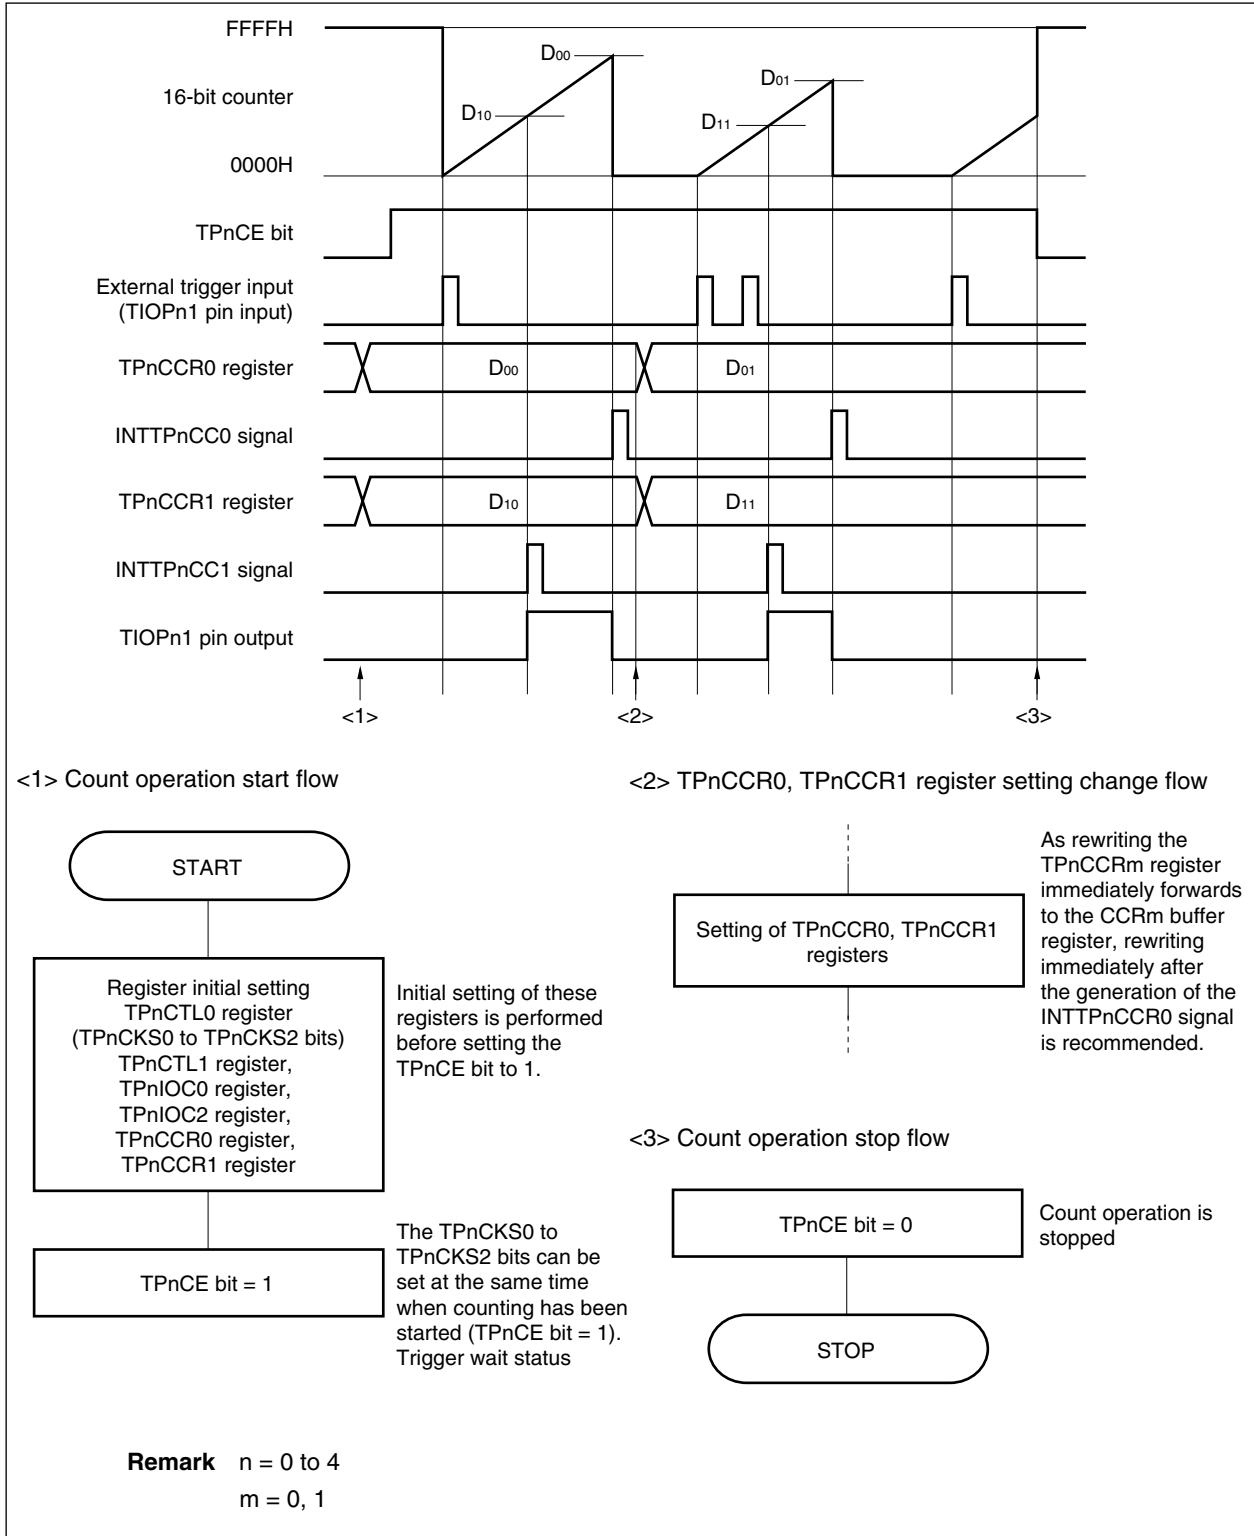 FFFFH
D00
D01
16-bit counter
D10
D11
0000H
TPnCE bit
External trigger input
(TIOPn1 pin input)
TPnCCR0 register
D00
D01
INTTPnCC0 signal
TPnCCR1 register
D10
D11
INTTPnCC1 signal
TIOPn1 pin output
<1>
<2>
<3>
<1> Count operation start flow
START
Register initial setting
TPnCTL0 register
(TPnCKS0 to TPnCKS2 bits)
TPnCTL1 register,
TPnIOC0 register,
TPnIOC2 register,
TPnCCR0 register,
TPnCCR1 register
Initial setting of these
registers is performed
before setting the
TPnCE bit to 1.
TPnCE bit = 1
The TPnCKS0 to
TPnCKS2 bits can be
set at the same time
when counting has been
started (TPnCE bit = 1).
Trigger wait status
<2> TPnCCR0, TPnCCR1 register setting change flow
Setting of TPnCCR0, TPnCCR1
registers
As rewriting the
TPnCCRm register
immediately forwards
to the CCRm buffer
register, rewriting
immediately after
the generation of the
INTTPnCCR0 signal
is recommended.
<3> Count operation stop flow
TPnCE bit = 0
Count operation is
stopped
STOP
Remark n = 0 to 4
m = 0, 1